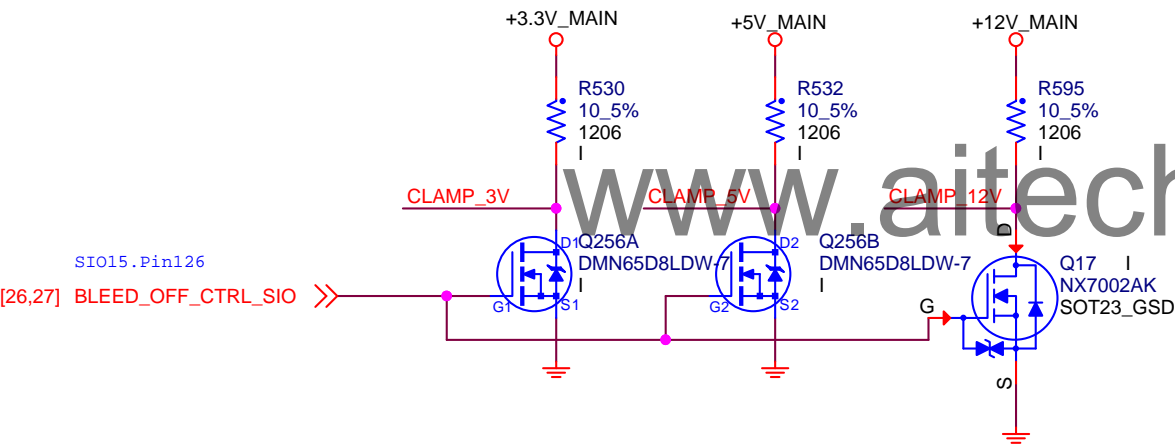 +3.3V_MAIN
+5V_MAIN
+12V_MAIN
R530
10_5%
1206
I
R532
10_5%
1206
I
R595
10_5%
1206
I
www.aitech
CLAMP_3V
CLAMP_5V
CLAMP_12V
D1
Q256A
DMN65D8LDW-7
I
G1
S1
D2
Q256B
DMN65D8LDW-7
I
G2
S2
D
Q17
I
NX7002AK
SOT23_GSD
G
S
SIO15.Pin126
[26,27] BLEED_OFF_CTRL_SIO